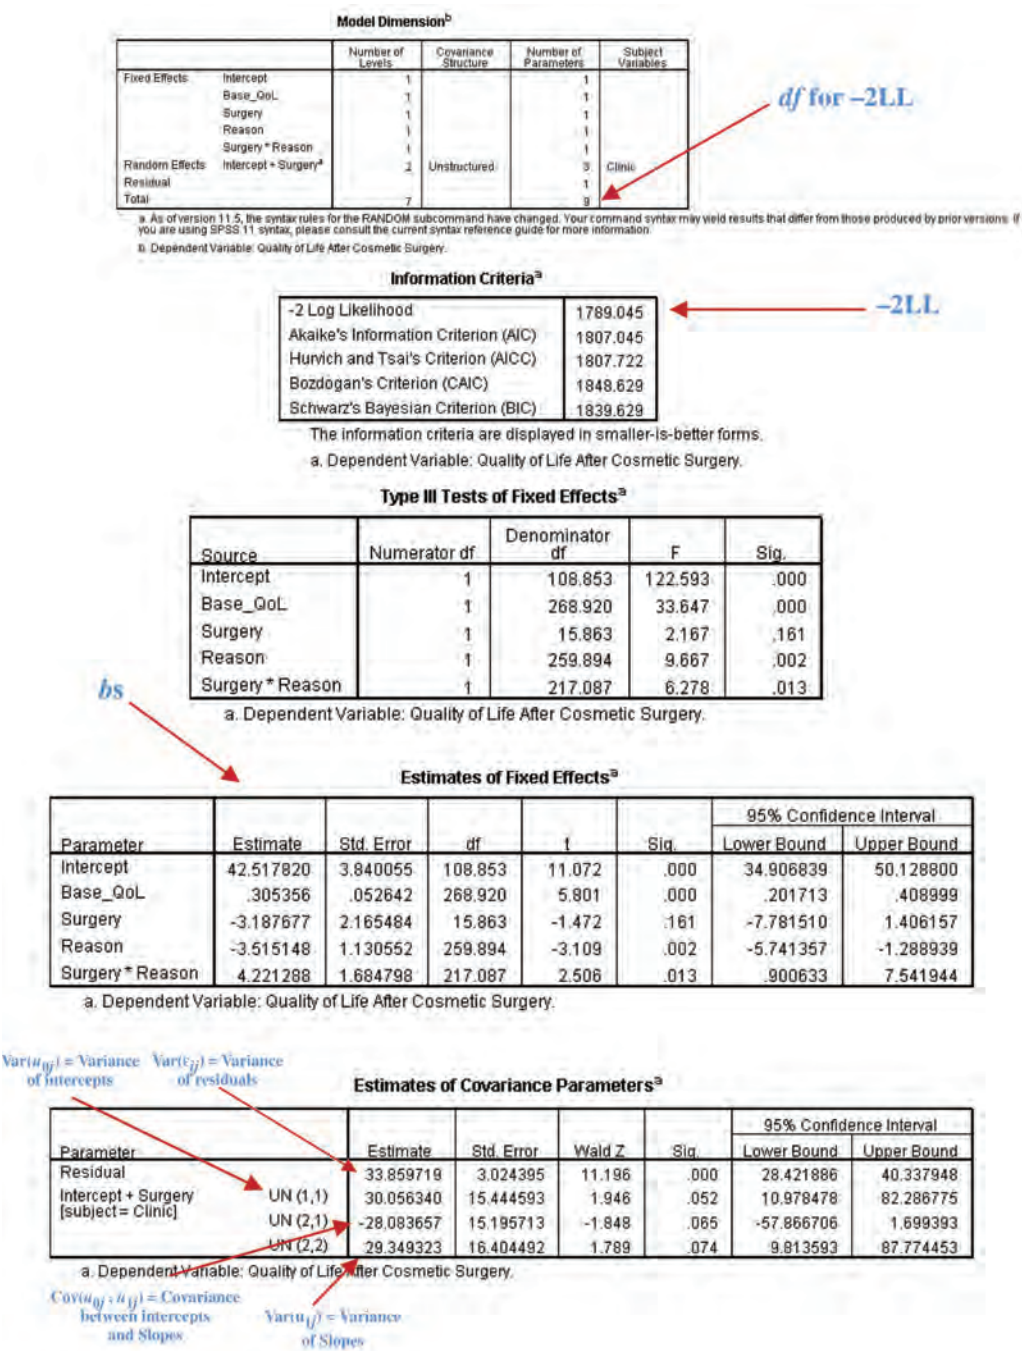 Model Dimensionᵇ
Number of Levels Covariance Structure Number of Parameters Subject Variables
Fixed Effects Intercept 1 1
Base_QoL 1 1
Surgery 1 1
Reason 1 1
Surgery * Reason 1 1
Random Effects Intercept + Surgeryᵃ 2 Unstructured 3 Clinic
Residual 1
Total 7 9
df for –2LL
a. As of version 11.5, the syntax rules for the RANDOM subcommand have changed. Your command syntax may yield results that differ from those produced by prior versions. If
you are using SPSS 11 syntax, please consult the current syntax reference guide for more information.
b. Dependent Variable: Quality of Life After Cosmetic Surgery.
Information Criteriaᵃ
-2 Log Likelihood 1789.045
Akaike's Information Criterion (AIC) 1807.045
Hurvich and Tsai's Criterion (AICC) 1807.722
Bozdogan's Criterion (CAIC) 1848.629
Schwarz's Bayesian Criterion (BIC) 1839.629
–2LL
The information criteria are displayed in smaller-is-better forms.
a. Dependent Variable: Quality of Life After Cosmetic Surgery.
Type III Tests of Fixed Effectsᵃ
Source Numerator df Denominator df F Sig.
Intercept 1 108.853 122.593 .000
Base_QoL 1 268.920 33.647 .000
Surgery 1 15.863 2.167 .161
Reason 1 259.894 9.667 .002
Surgery * Reason 1 217.087 6.278 .013
a. Dependent Variable: Quality of Life After Cosmetic Surgery.
bs
Estimates of Fixed Effectsᵃ
95% Confidence Interval
Parameter Estimate Std. Error df t Sig. Lower Bound Upper Bound
Intercept 42.517820 3.840055 108.853 11.072 .000 34.906839 50.128800
Base_QoL .305356 .052642 268.920 5.801 .000 .201713 .408999
Surgery -3.187677 2.165484 15.863 -1.472 .161 -7.781510 1.406157
Reason -3.515148 1.130552 259.894 -3.109 .002 -5.741357 -1.288939
Surgery * Reason 4.221288 1.684798 217.087 2.506 .013 .900633 7.541944
a. Dependent Variable: Quality of Life After Cosmetic Surgery.
Var(u₀ⱼ) = Variance of intercepts
Var(εᵢⱼ) = Variance of residuals
Estimates of Covariance Parametersᵃ
95% Confidence Interval
Parameter Estimate Std. Error Wald Z Sig. Lower Bound Upper Bound
Residual 33.859719 3.024395 11.196 .000 28.421886 40.337948
Intercept + Surgery [subject = Clinic] UN (1,1) 30.056340 15.444593 1.946 .052 10.978478 82.286775
UN (2,1) -28.083657 15.195713 -1.848 .065 -57.866706 1.699393
UN (2,2) 29.349323 16.404492 1.789 .074 9.813593 87.774453
a. Dependent Variable: Quality of Life After Cosmetic Surgery.
Cov(u₀ⱼ, u₁ⱼ) = Covariance between intercepts and Slopes
Var(u₁ⱼ) = Variance of Slopes